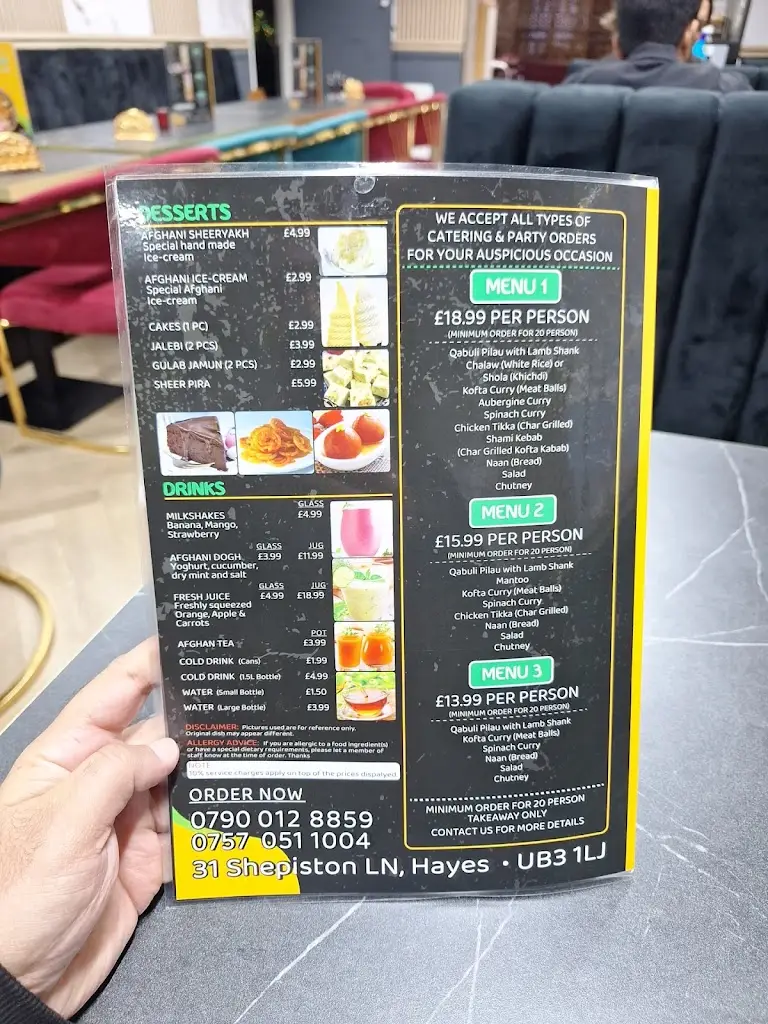 DESSERTS
AFGHANI SHEERYAKH £4.99
Special hand made
Ice-cream
AFGHANI ICE-CREAM £2.99
Special Afghani
Ice-cream
CAKES (1 PC) £2.99
JALEBI (2 PCS) £3.99
GULAB JAMUN (2 PCS) £2.99
SHEER PIRA £5.99
DRINKS
GLASS
MILKSHAKES £4.99
Banana, Mango,
Strawberry
GLASS JUG
AFGHANI DOGH £3.99 £11.99
Yoghurt, cucumber,
dry mint and salt
GLASS JUG
FRESH JUICE £4.99 £18.99
Freshly squeezed
Orange, Apple &
Carrots
POT
AFGHAN TEA £3.99
COLD DRINK (Cans) £1.99
COLD DRINK (1.5L Bottle) £4.99
WATER (Small Bottle) £1.50
WATER (Large Bottle) £3.99
DISCLAIMER: Pictures used are for reference only.
Original dish may appear different.
ALLERGY ADVICE: If you are allergic to a food ingredient(s)
or have a special dietary requirements, please let a member of
staff know at the time of order. Thanks
NOTE
10% service charges apply on top of the prices dispalyed
ORDER NOW
0790 012 8859
0757 051 1004
31 Shepiston LN, Hayes • UB3 1LJ
WE ACCEPT ALL TYPES OF
CATERING & PARTY ORDERS
FOR YOUR AUSPICIOUS OCCASION
MENU 1
£18.99 PER PERSON
(MINIMUM ORDER FOR 20 PERSON)
Qabuli Pilau with Lamb Shank
Chalaw (White Rice) or
Shola (Khichdi)
Kofta Curry (Meat Balls)
Aubergine Curry
Spinach Curry
Chicken Tikka (Char Grilled)
Shami Kebab
(Char Grilled Kofta Kabab)
Naan (Bread)
Salad
Chutney
MENU 2
£15.99 PER PERSON
(MINIMUM ORDER FOR 20 PERSON)
Qabuli Pilau with Lamb Shank
Mantoo
Kofta Curry (Meat Balls)
Spinach Curry
Chicken Tikka (Char Grilled)
Naan (Bread)
Salad
Chutney
MENU 3
£13.99 PER PERSON
(MINIMUM ORDER FOR 20 PERSON)
Qabuli Pilau with Lamb Shank
Kofta Curry (Meat Balls)
Spinach Curry
Naan (Bread)
Salad
Chutney
MINIMUM ORDER FOR 20 PERSON
TAKEAWAY ONLY
CONTACT US FOR MORE DETAILS